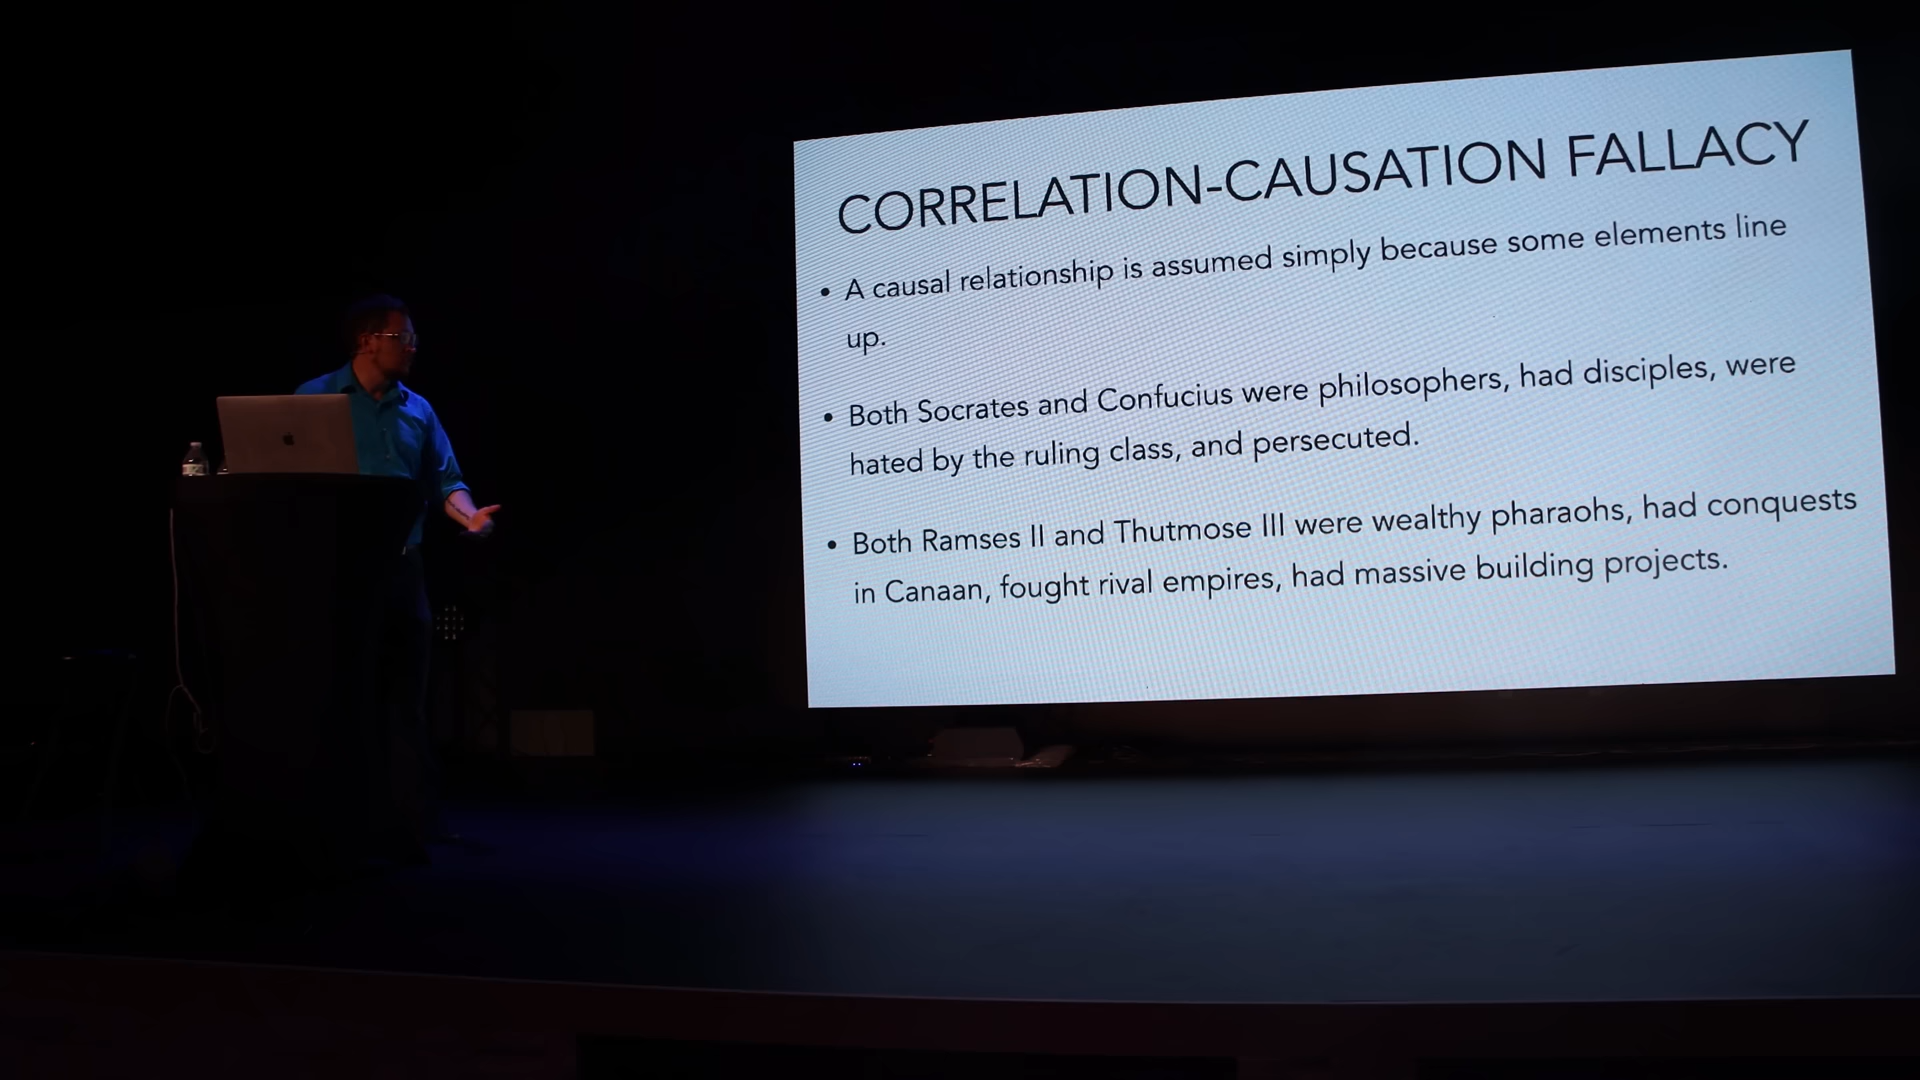 CORRELATION-CAUSATION FALLACY
• A causal relationship is assumed simply because some elements line
up.
• Both Socrates and Confucius were philosophers, had disciples, were
hated by the ruling class, and persecuted.
• Both Ramses II and Thutmose III were wealthy pharaohs, had conquests
in Canaan, fought rival empires, had massive building projects.